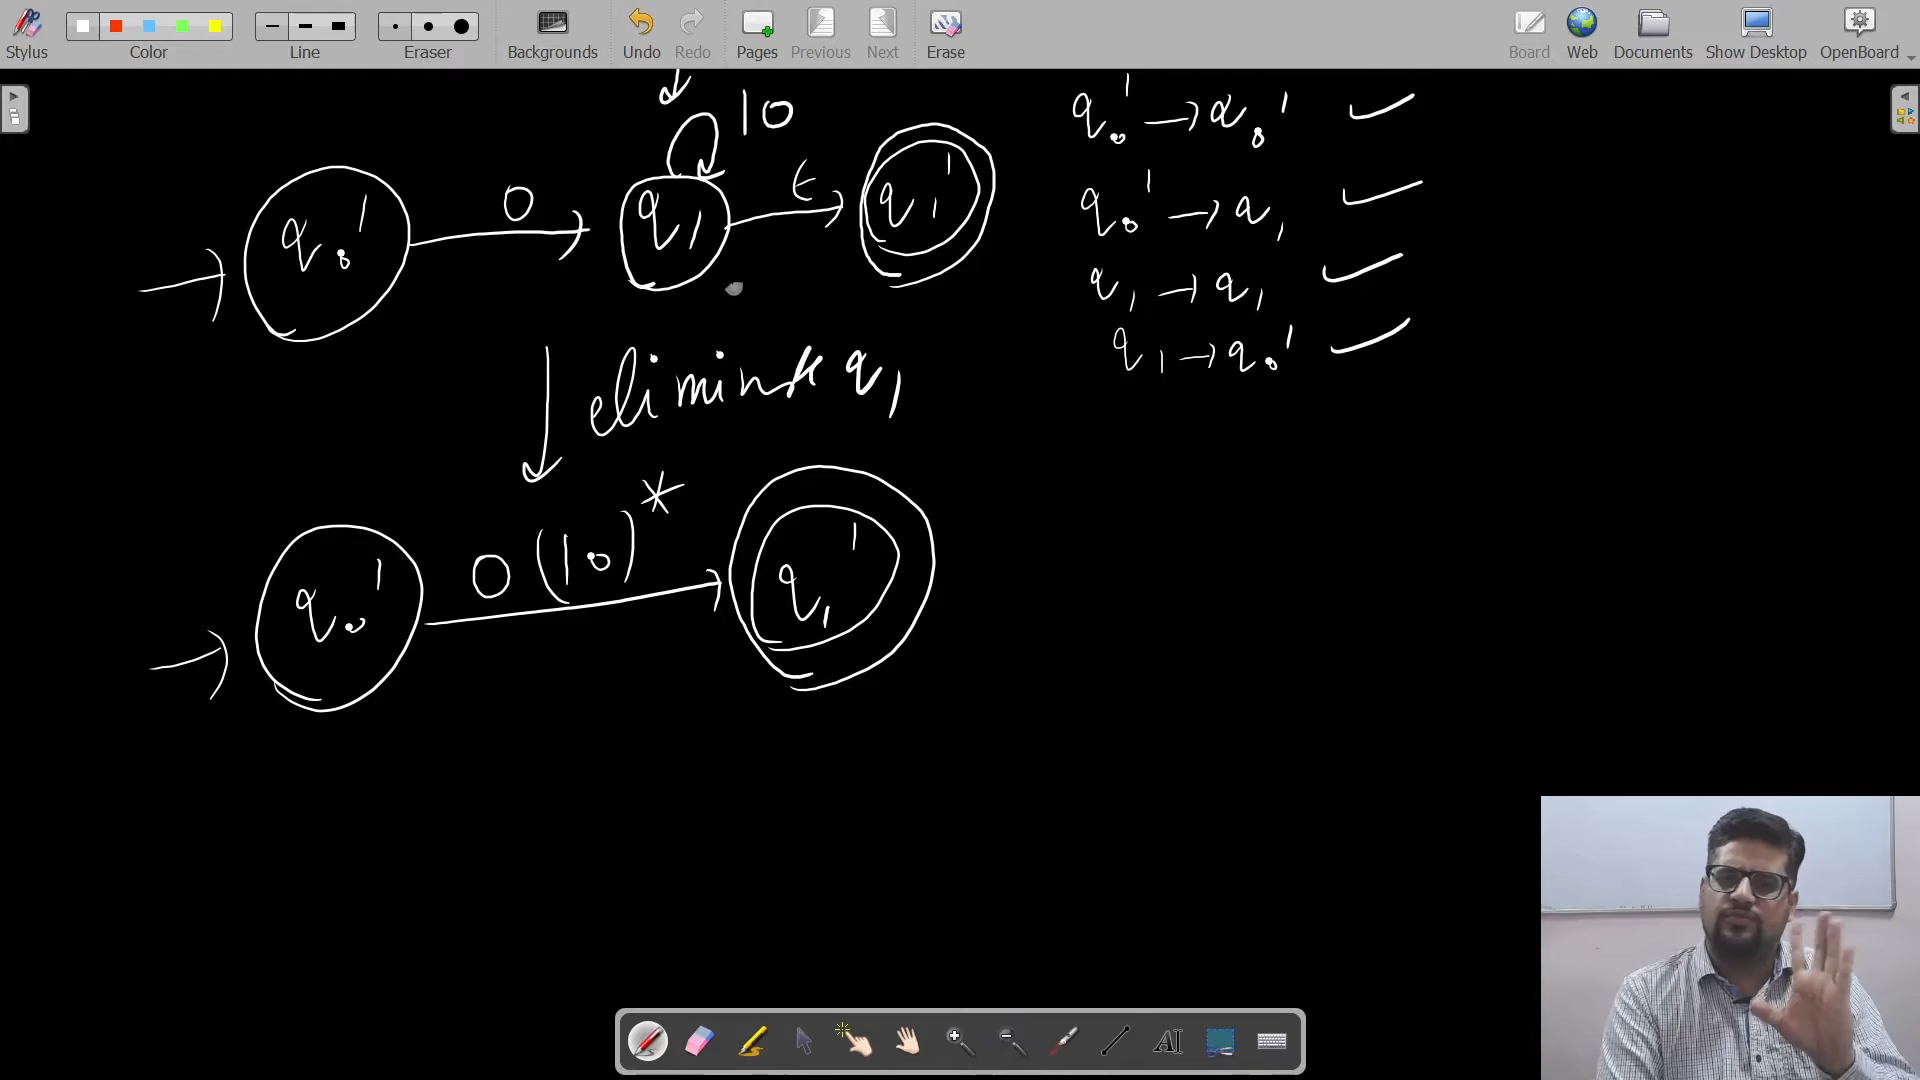 Stylus Color Line Eraser Backgrounds Undo Redo Pages Previous Next Erase Board Web Documents Show Desktop OpenBoard
10
q₀' 0 q₁ ε q₁'
eliminate q₁
q₀' 0(10)* q₁'
q₀' → q₀' ✓
q₀' → q₁ ✓
q₁ → q₁ ✓
q₁ → q₀' ✓
AI